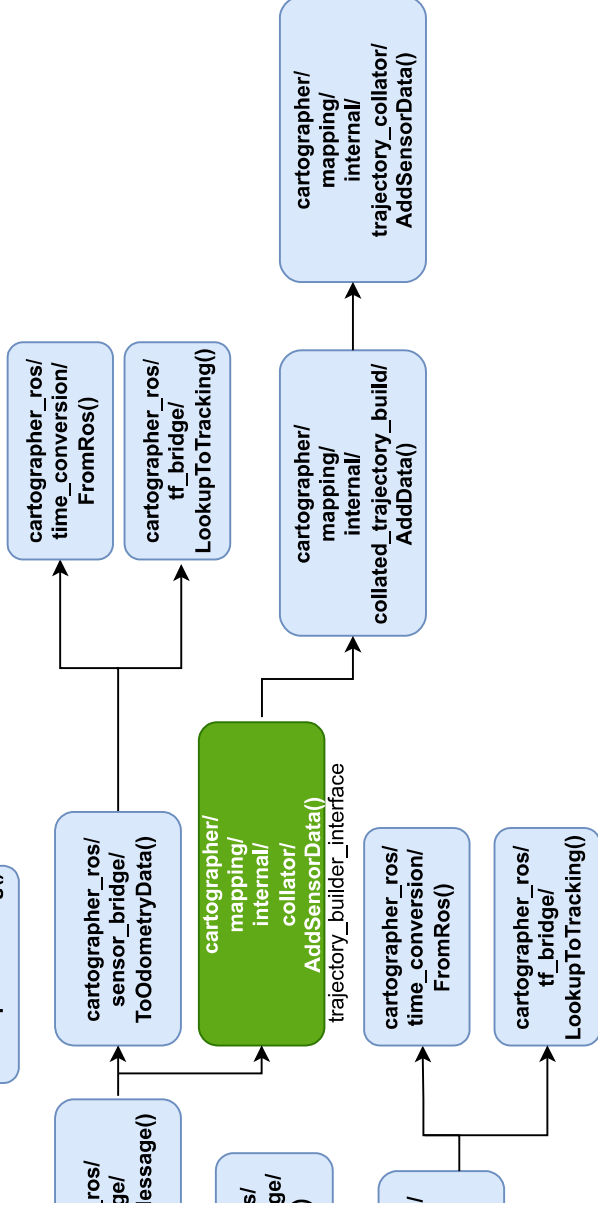 cartographer/
mapping/
internal/
trajectory_collator/
AddSensorData()
cartographer_ros/
time_conversion/
FromRos()
cartographer_ros/
tf_bridge/
LookupToTracking()
cartographer/
mapping/
internal/
collated_trajectory_build/
AddData()
cartographer_ros/
sensor_bridge/
ToOdometryData()
cartographer/
mapping/
internal/
collator/
AddSensorData()
trajectory_builder_interface
cartographer_ros/
time_conversion/
FromRos()
cartographer_ros/
tf_bridge/
LookupToTracking()